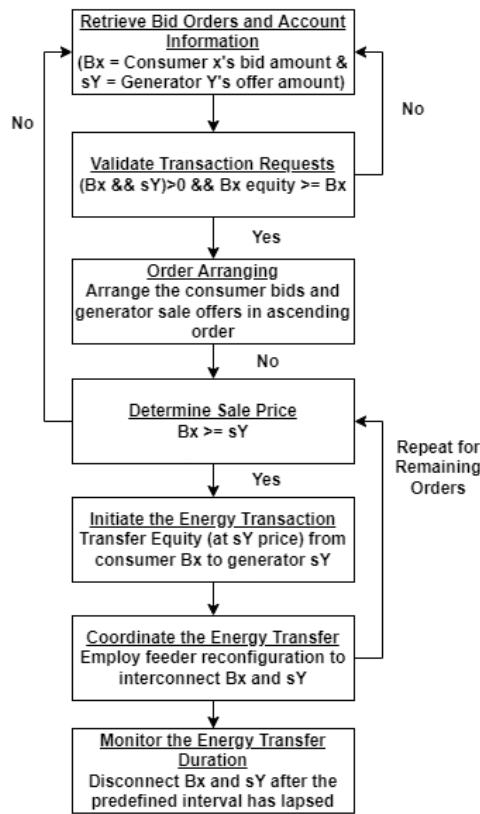 Retrieve Bid Orders and Account
Information
(Bx = Consumer x's bid amount &
sY = Generator Y's offer amount)
No
No
Validate Transaction Requests
(Bx && sY)>0 && Bx equity >= Bx
Yes
Order Arranging
Arrange the consumer bids and
generator sale offers in ascending
order
No
Determine Sale Price
Bx >= sY
Repeat for
Remaining
Orders
Yes
Initiate the Energy Transaction
Transfer Equity (at sY price) from
consumer Bx to generator sY
Coordinate the Energy Transfer
Employ feeder reconfiguration to
interconnect Bx and sY
Monitor the Energy Transfer
Duration
Disconnect Bx and sY after the
predefined interval has lapsed